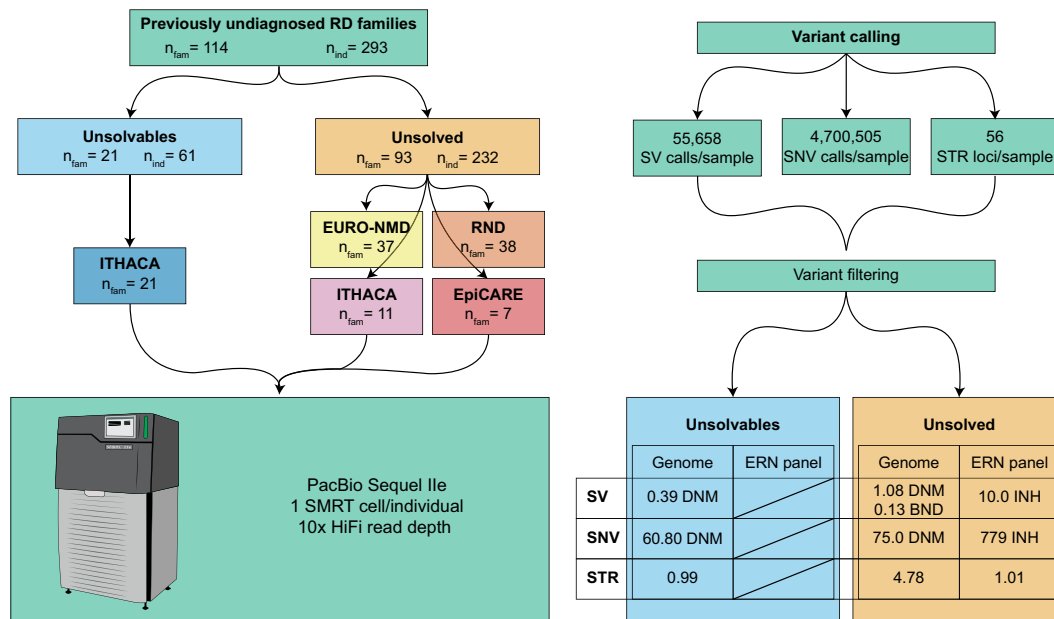 Previously undiagnosed RD families
nfam= 114 nind= 293
Unsolvables
nfam= 21 nind= 61
Unsolved
nfam= 93 nind= 232
EURO-NMD
nfam= 37
RND
nfam= 38
ITHACA
nfam= 21
ITHACA
nfam= 11
EpiCARE
nfam= 7
PacBio Sequel IIe
1 SMRT cell/individual
10x HiFi read depth
Variant calling
55,658
SV calls/sample
4,700,505
SNV calls/sample
56
STR loci/sample
Variant filtering
Unsolvables Unsolved
Genome ERN panel Genome ERN panel
SV 0.39 DNM 1.08 DNM 10.0 INH
0.13 BND
SNV 60.80 DNM 75.0 DNM 779 INH
STR 0.99 4.78 1.01